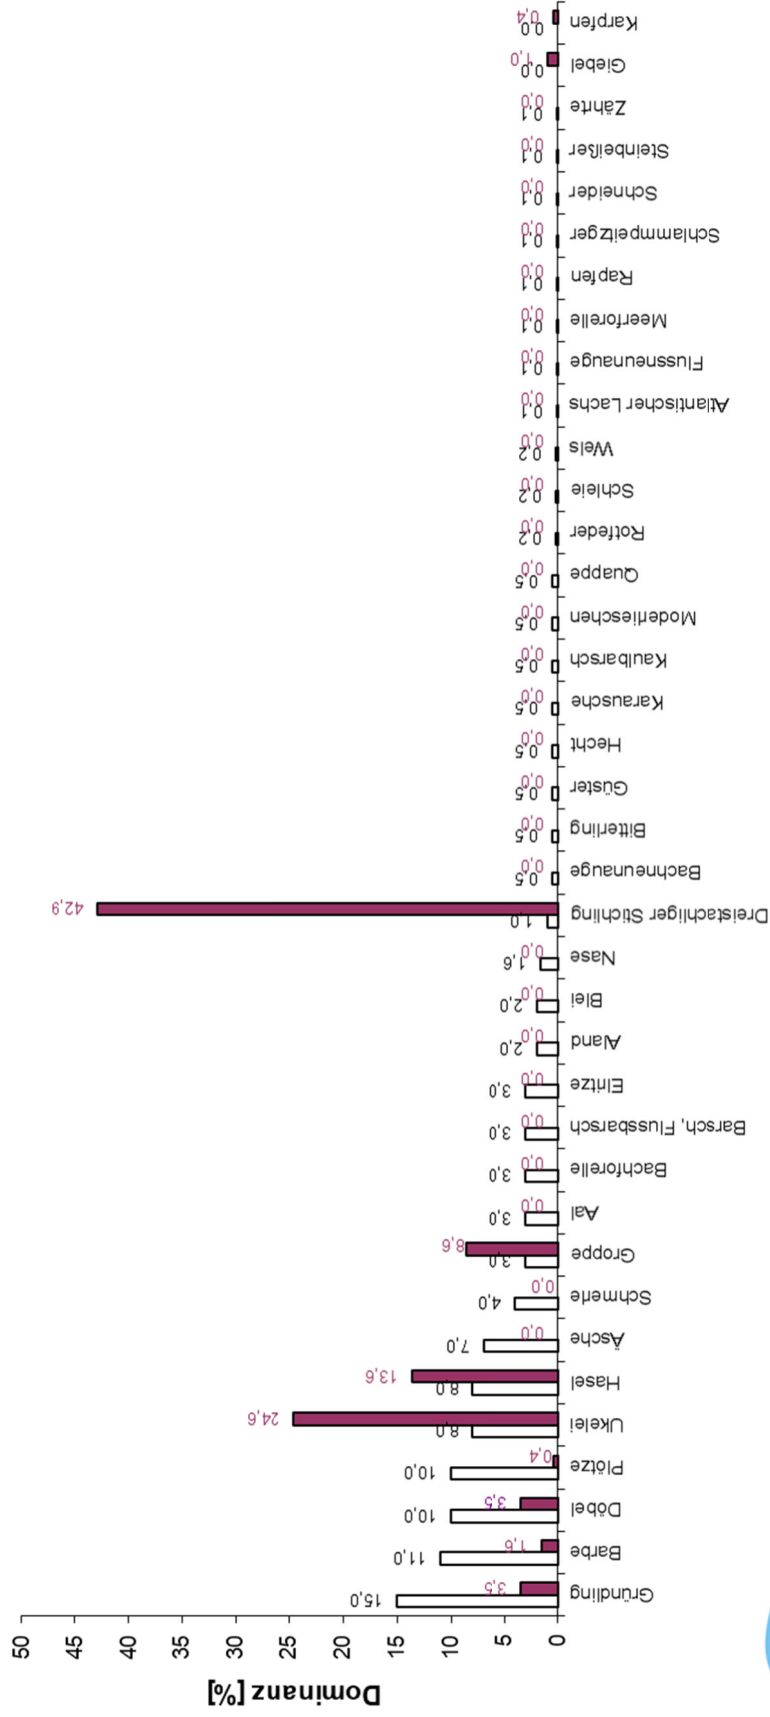 Dominanz [%]
50
45
40
35
30
25
20
15
10
5
0
15,0
3,5
Gründling
11,0
1,6
Barbe
10,0
3,5
Döbel
10,0
0,4
Plötze
8,0
24,6
Ukelei
8,0
13,6
Hasel
7,0
0,0
Äsche
4,0
0,0
Schmerle
3,0
8,6
Groppe
3,0
0,0
Aal
3,0
0,0
Bachforelle
3,0
0,0
Barsch, Flussbarsch
3,0
0,0
Elritze
2,0
0,0
Aland
2,0
0,0
Blei
1,6
0,0
Nase
1,0
42,9
Dreistachliger Stichling
0,5
0,0
Bachneunauge
0,5
0,0
Bitterling
0,5
0,0
Güster
0,5
0,0
Hecht
0,5
0,0
Karausche
0,5
0,0
Kaulbarsch
0,5
0,0
Moderlieschen
0,5
0,0
Quappe
0,2
0,0
Rotfeder
0,2
0,0
Schleie
0,2
0,0
Wels
0,1
0,0
Atlantischer Lachs
0,1
0,0
Flussneunauge
0,1
0,0
Meerforelle
0,1
0,0
Rapfen
0,1
0,0
Schlammpeitzger
0,1
0,0
Schneider
0,1
0,0
Steinbeißer
0,1
0,0
Zährte
0,0
1,0
Giebel
0,0
0,4
Karpfen